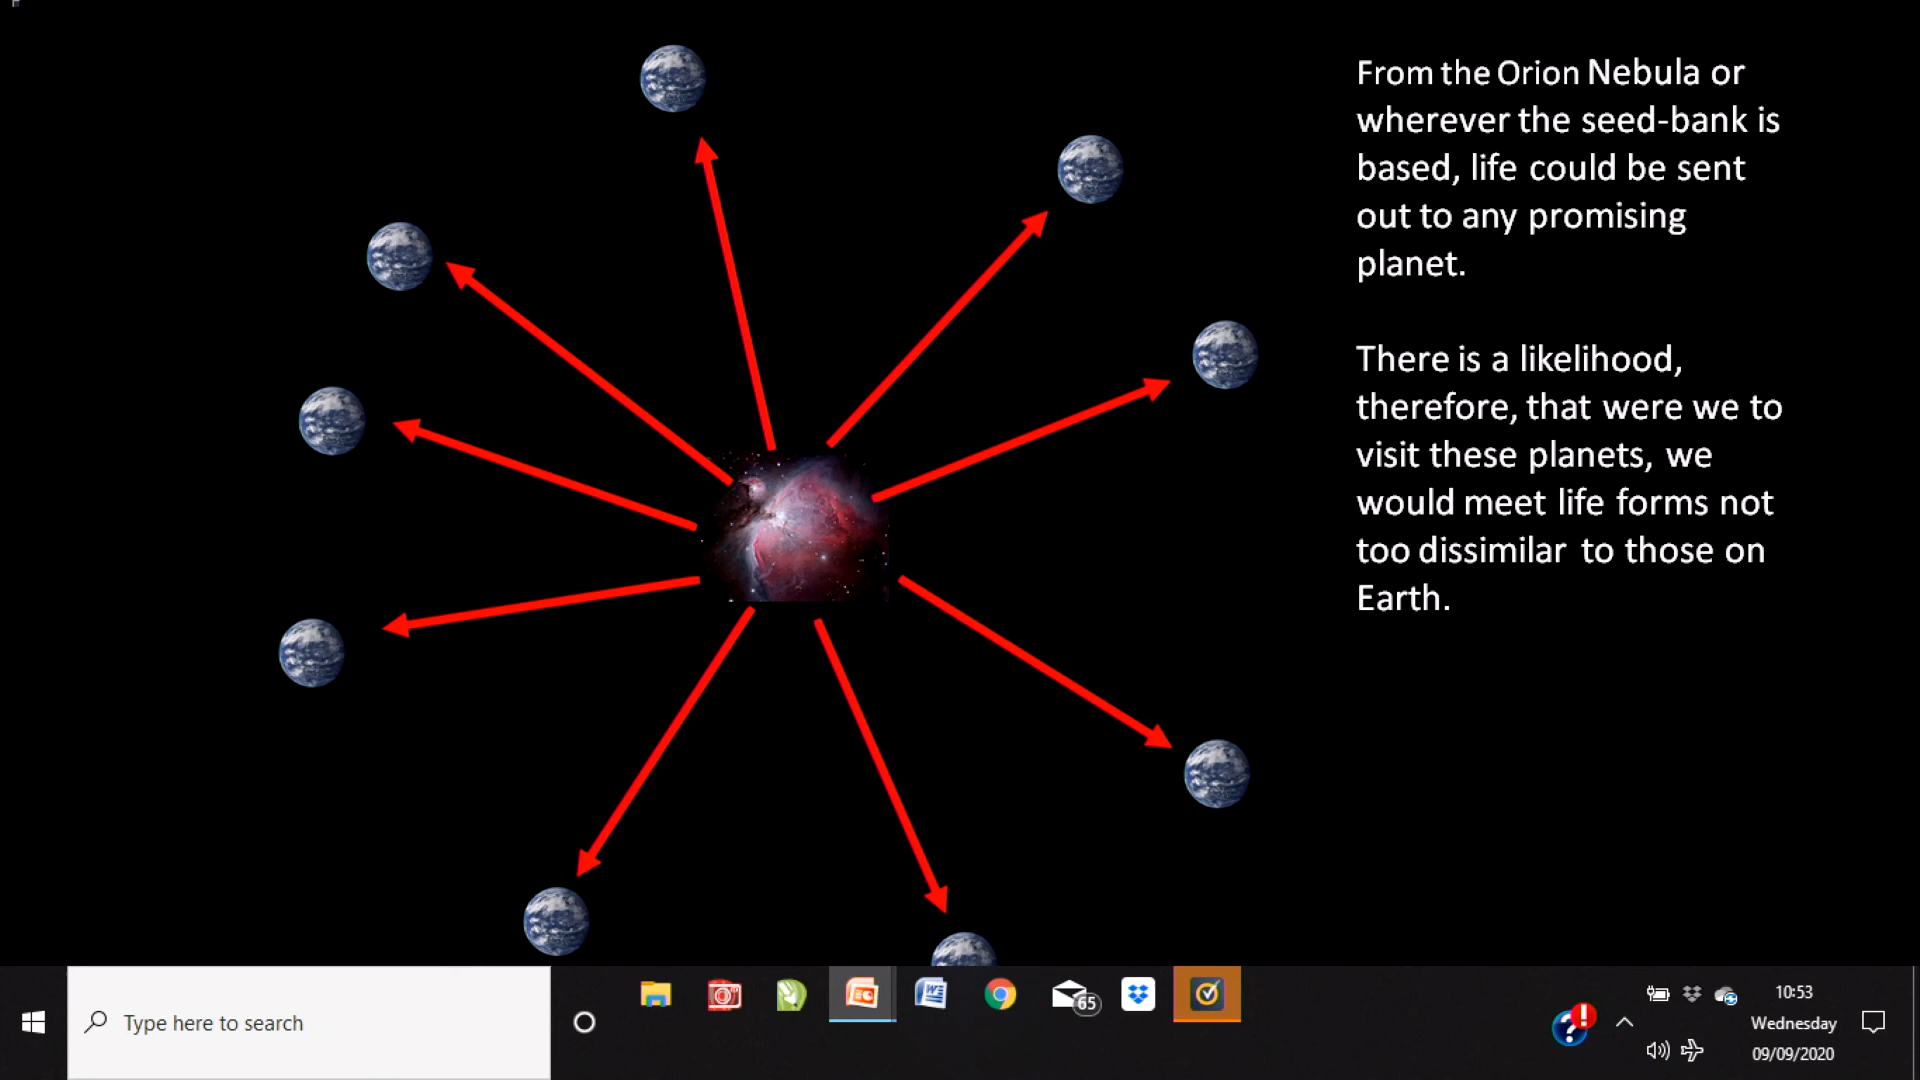 From the Orion Nebula or
wherever the seed-bank is
based, life could be sent
out to any promising
planet.
There is a likelihood,
therefore, that were we to
visit these planets, we
would meet life forms not
too dissimilar to those on
Earth.
Type here to search
65
10:53
Wednesday
09/09/2020